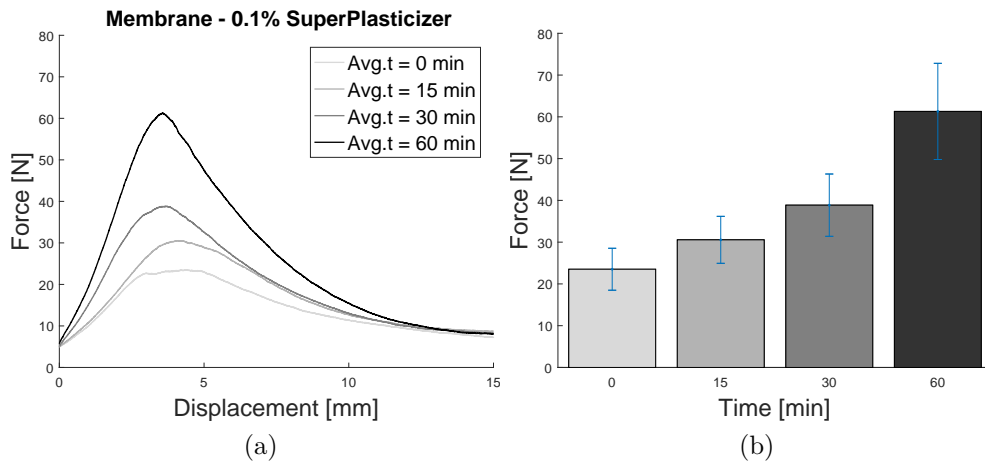 Membrane - 0.1% SuperPlasticizer
80
70
60
50
40
30
20
10
0
Force [N]
Avg.t = 0 min
Avg.t = 15 min
Avg.t = 30 min
Avg.t = 60 min
0 5 10 15
Displacement [mm]
(a)
80
70
60
50
40
30
20
10
0
Force [N]
0 15 30 60
Time [min]
(b)